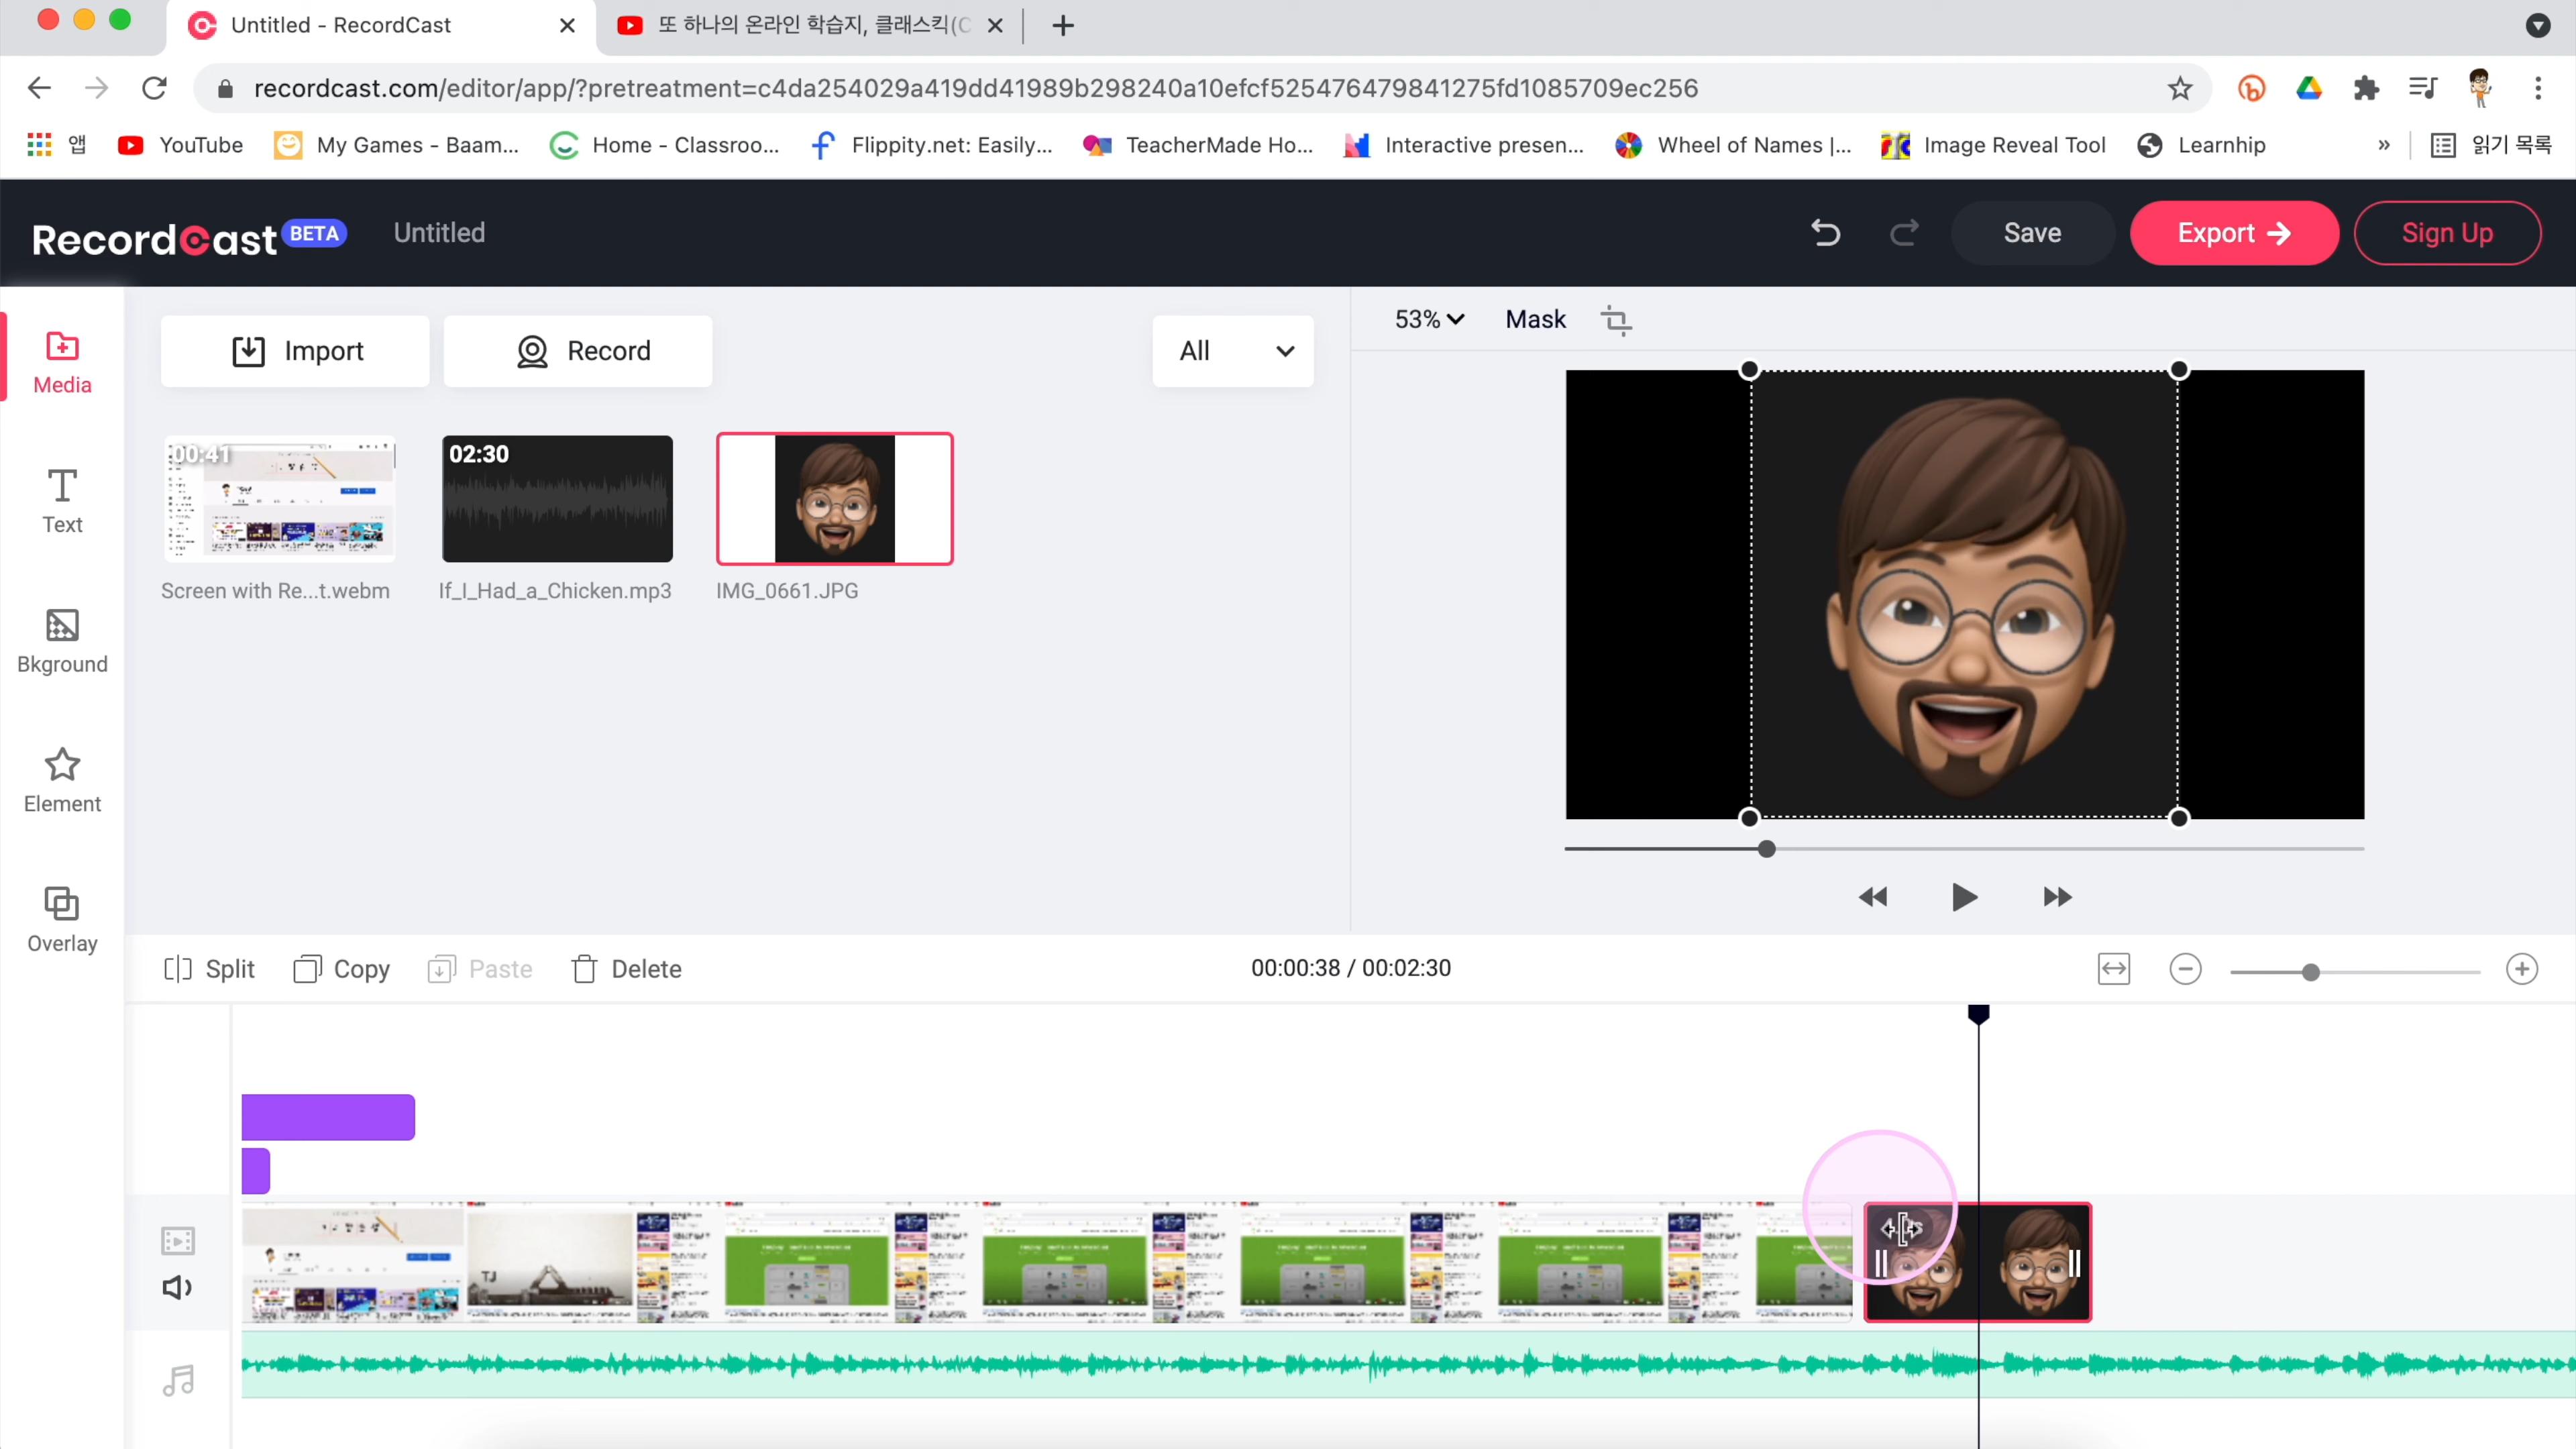 Untitled - RecordCast
또 하나의 온라인 학습지, 클래스킥(C
recordcast.com/editor/app/?pretreatment=c4da254029a419dd41989b298240a10efcf525476479841275fd1085709ec256
앱 YouTube My Games - Baam... Home - Classroo... Flippity.net: Easily... TeacherMade Ho... Interactive presen... Wheel of Names |... Image Reveal Tool Learnhip » 읽기 목록
RecordCast BETA Untitled Save Export Sign Up
Import Record All 53% Mask
Media
Text
Bkground
Element
Overlay
00:41 02:30
Screen with Re...t.webm If_I_Had_a_Chicken.mp3 IMG_0661.JPG
Split Copy Paste Delete 00:00:38 / 00:02:30
TJ